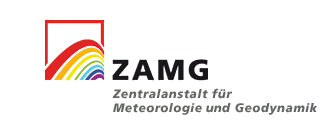 ZAMG
Zentralanstalt für
Meteorologie und Geodynamik